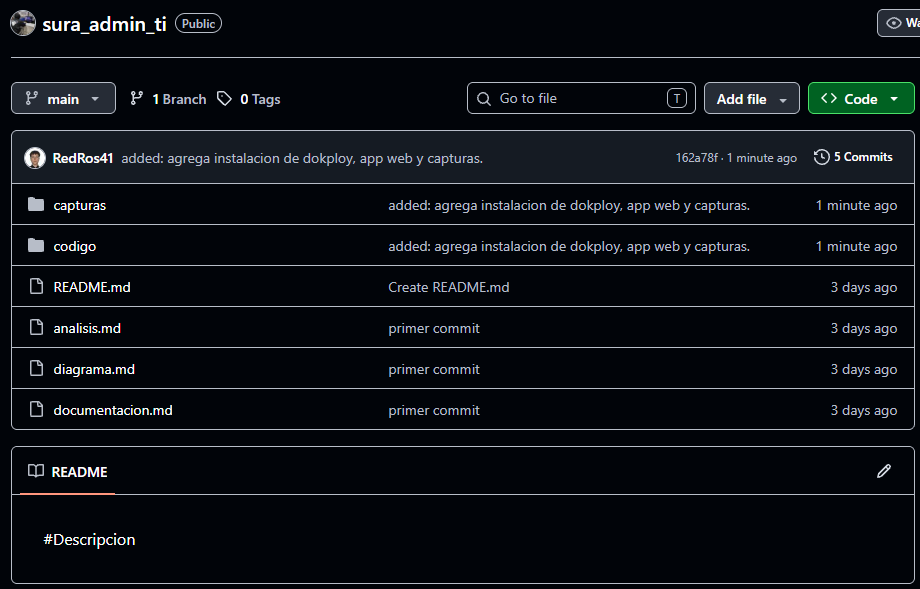 sura_admin_ti Public
main 1 Branch 0 Tags Go to file T Add file Code
RedRos41 added: agrega instalacion de dokploy, app web y capturas. 162a78f · 1 minute ago 5 Commits
capturas added: agrega instalacion de dokploy, app web y capturas. 1 minute ago
codigo added: agrega instalacion de dokploy, app web y capturas. 1 minute ago
README.md Create README.md 3 days ago
analisis.md primer commit 3 days ago
diagrama.md primer commit 3 days ago
documentacion.md primer commit 3 days ago
README
#Descripcion